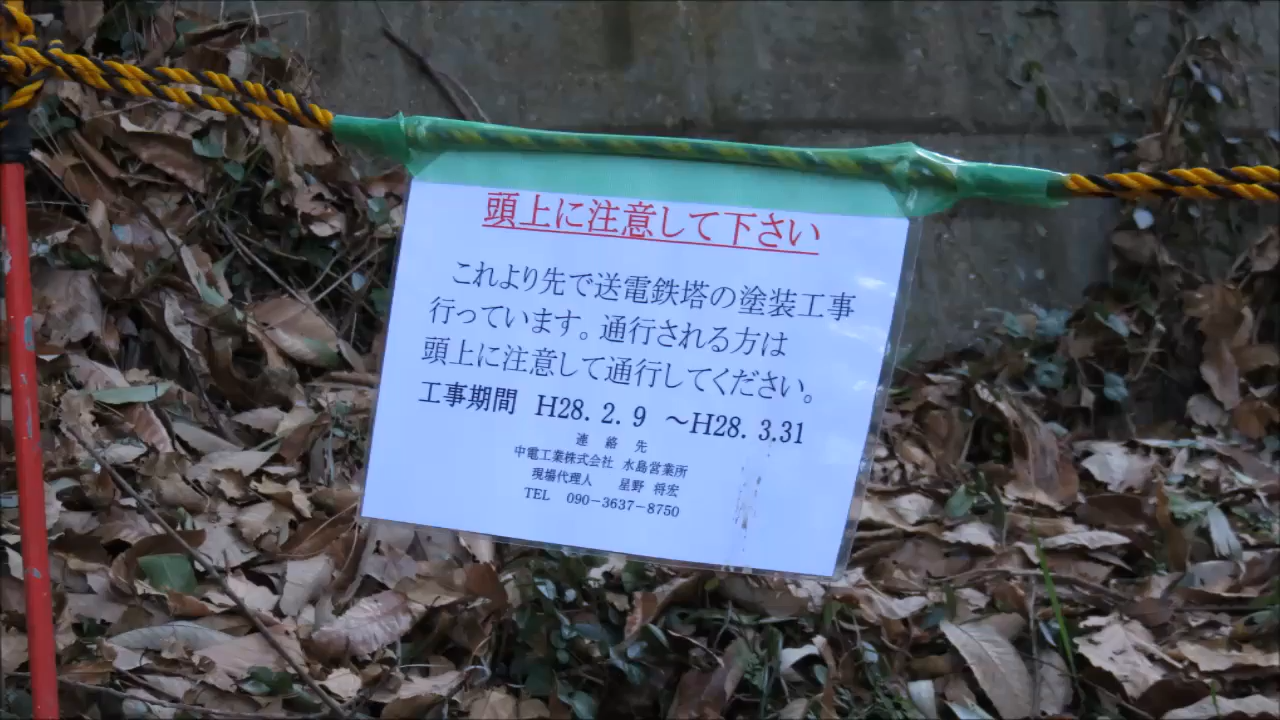 頭上に注意して下さい
これより先で送電鉄塔の塗装工事
行っています。通行される方は
頭上に注意して通行してください。
工事期間 H28. 2. 9 ～H28. 3.31
連 絡 先
中電工業株式会社 水島営業所
現場代理人 星野 将宏
TEL 090－3637－8750